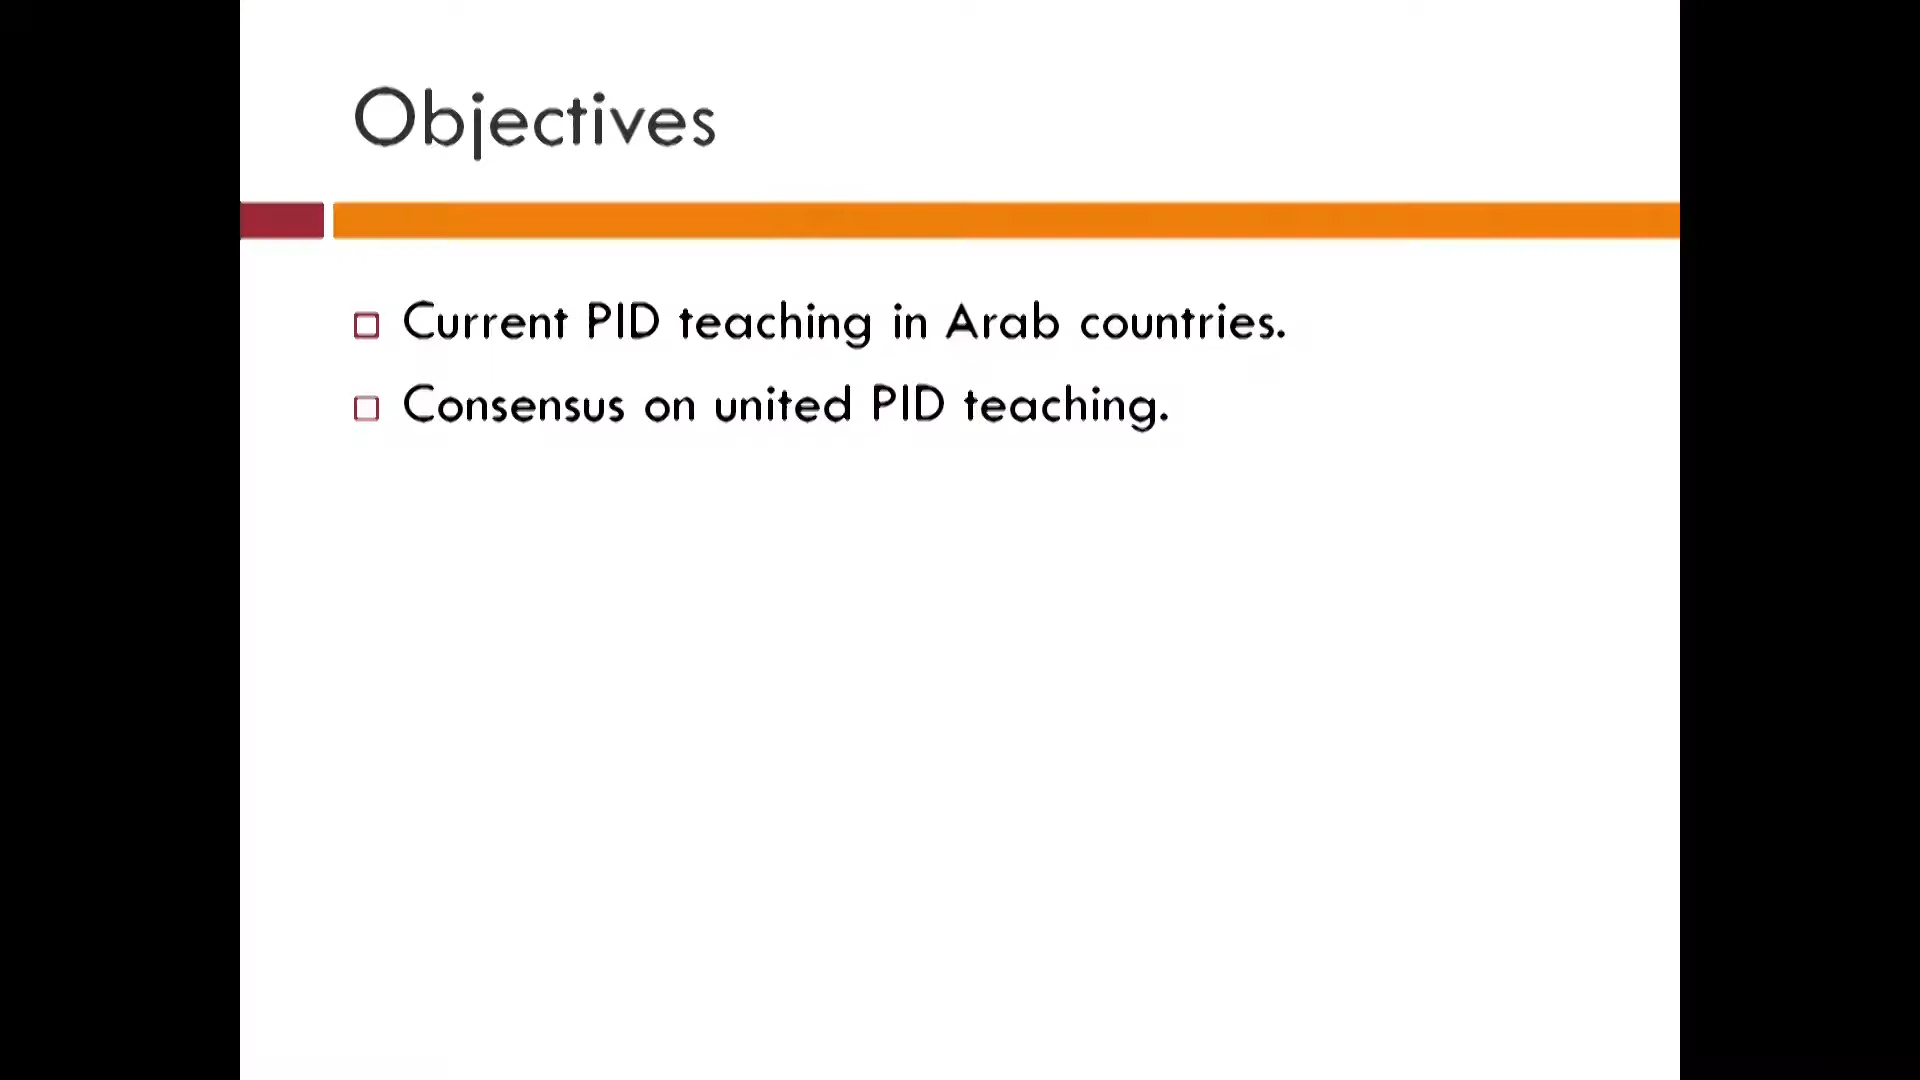 Objectives
Current PID teaching in Arab countries.
Consensus on united PID teaching.